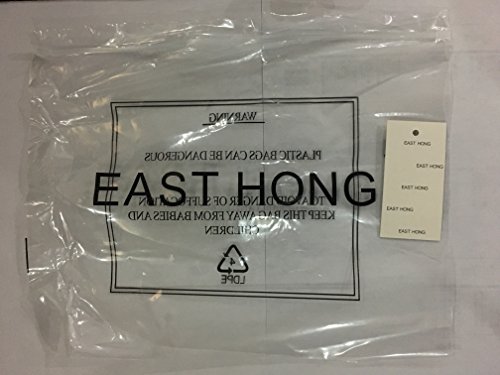 WARNING
PLASTIC BAGS CAN BE DANGEROUS
EAST HONG
TO AVOID DANGER OF SUFFOCATION
KEEP THIS BAG AWAY FROM BABIES AND
CHILDREN
4
LDPE
EAST HONG
EAST HONG
EAST HONG
EAST HONG
EAST HONG